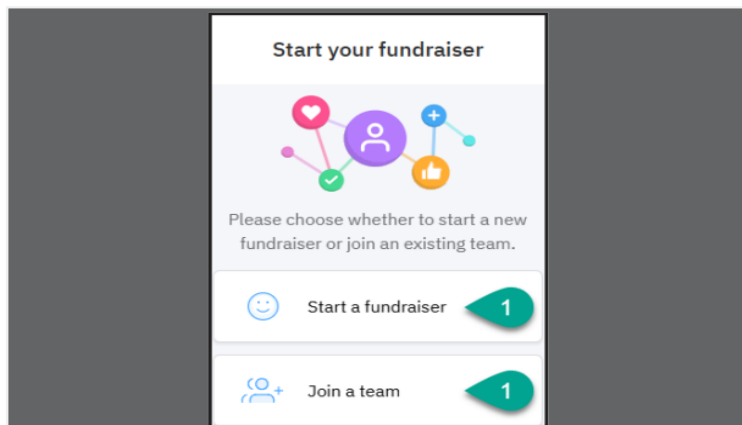 Start your fundraiser
Please choose whether to start a new
fundraiser or join an existing team.
Start a fundraiser
1
Join a team
1